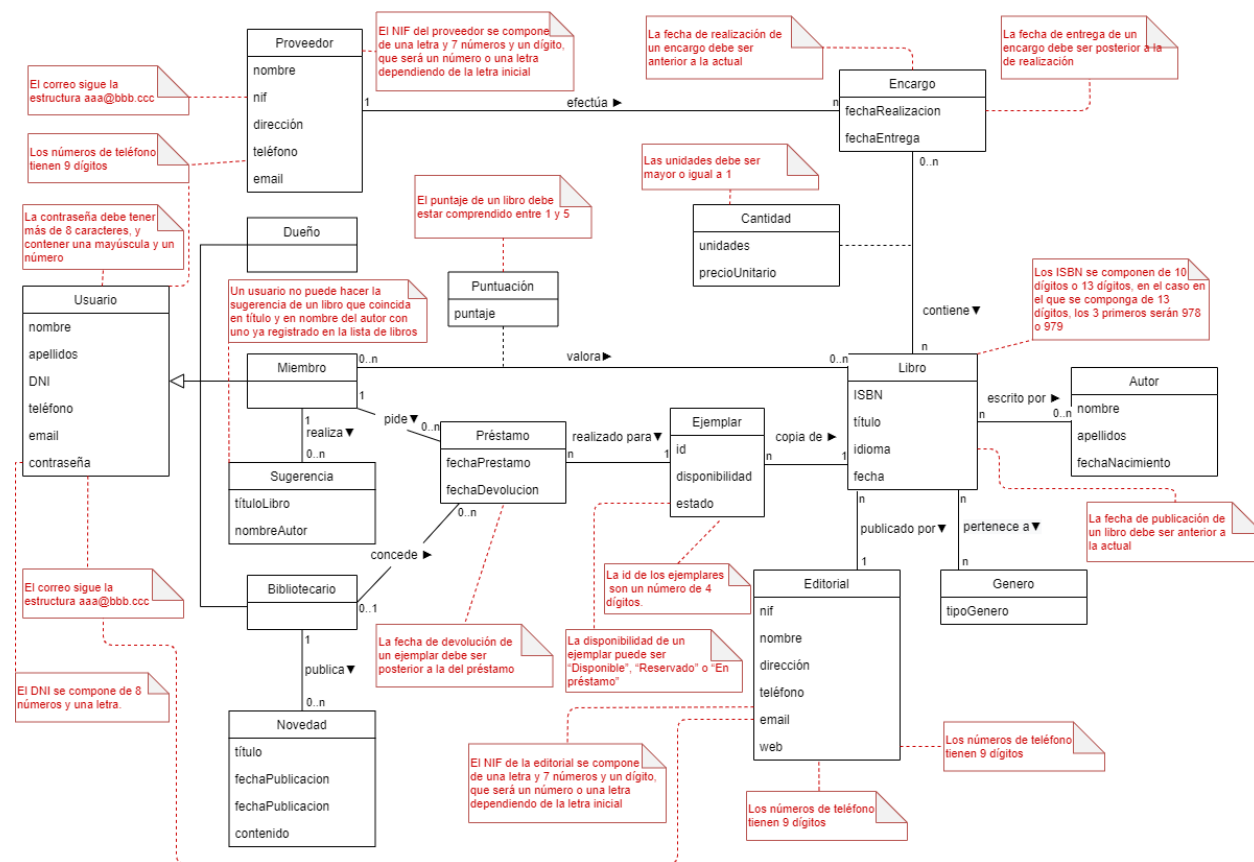 Proveedor
nombre
nif
dirección
teléfono
email
El NIF del proveedor se compone
de una letra y 7 números y un dígito,
que será un número o una letra
dependiendo de la letra inicial
La fecha de realización de
un encargo debe ser
anterior a la actual
La fecha de entrega de un
encargo debe ser posterior a la
de realización
El correo sigue la
estructura aaa@bbb.ccc
1
efectúa ►
n
Encargo
fechaRealizacion
fechaEntrega
0..n
Los números de teléfono
tienen 9 dígitos
Las unidades debe ser
mayor o igual a 1
El puntaje de un libro debe
estar comprendido entre 1 y 5
Cantidad
unidades
precioUnitario
La contraseña debe tener
más de 8 caracteres, y
contener una mayúscula y un
número
Dueño
Usuario
nombre
apellidos
DNI
teléfono
email
contraseña
Un usuario no puede hacer la
sugerencia de un libro que coincida
en título y en nombre del autor con
uno ya registrado en la lista de libros
Puntuación
puntaje
Los ISBN se componen de 10
dígitos o 13 dígitos, en el caso en
el que se componga de 13
dígitos, los 3 primeros serán 978
o 979
contiene▼
n
Miembro
0..n
valora►
0..n
Libro
ISBN
título
idioma
fecha
Autor
nombre
apellidos
fechaNacimiento
escrito por ►
n
0..n
1
pide▼
0..n
1
realiza▼
0..n
Préstamo
fechaPrestamo
fechaDevolucion
realizado para▼
n
1
Ejemplar
id
disponibilidad
estado
copia de ►
n
1
Sugerencia
títuloLibro
nombreAutor
0..n
concede ►
n
publicado por▼
1
n
pertenece a▼
n
La fecha de publicación de
un libro debe ser anterior a
la actual
El correo sigue la
estructura aaa@bbb.ccc
Bibliotecario
0..1
1
publica▼
0..n
La id de los ejemplares
son un número de 4
dígitos.
Editorial
nif
nombre
dirección
teléfono
email
web
Genero
tipoGenero
La fecha de devolución de
un ejemplar debe ser
posterior a la del préstamo
La disponibilidad de un
ejemplar puede ser
“Disponible”, “Reservado” o “En
préstamo”
El DNI se compone de 8
números y una letra.
Novedad
título
fechaPublicacion
fechaPublicacion
contenido
El NIF de la editorial se compone
de una letra y 7 números y un dígito,
que será un número o una letra
dependiendo de la letra inicial
Los números de teléfono
tienen 9 dígitos
Los números de teléfono
tienen 9 dígitos